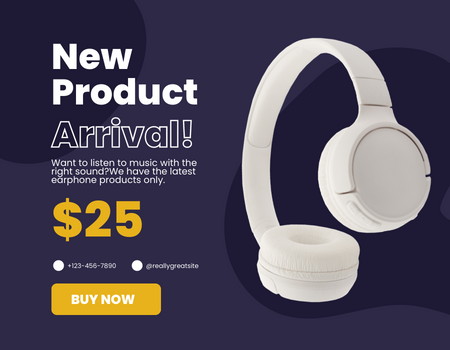 New
Product
Arrival!
Want to listen to music with the
right sound?We have the latest
earphone products only.
$25
+123-456-7890 @reallygreatsite
BUY NOW